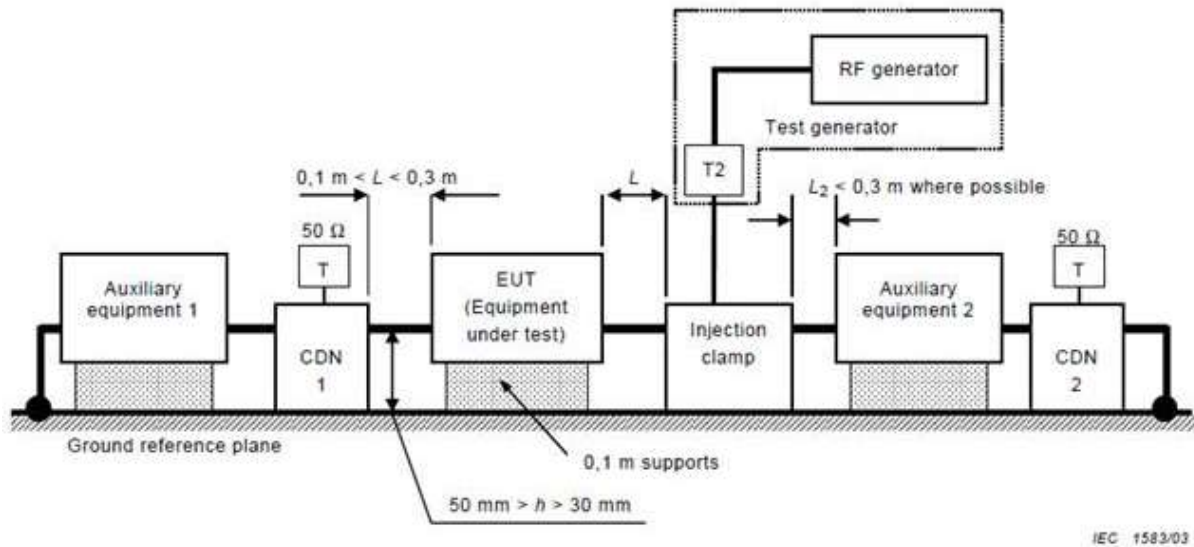 RF generator
Test generator
T2
0,1 m < L < 0,3 m
L
L₂ < 0,3 m where possible
50 Ω
T
50 Ω
T
Auxiliary
equipment 1
EUT
(Equipment
under test)
Injection
clamp
Auxiliary
equipment 2
CDN
1
CDN
2
Ground reference plane
0,1 m supports
50 mm > h > 30 mm
IEC 1583/03